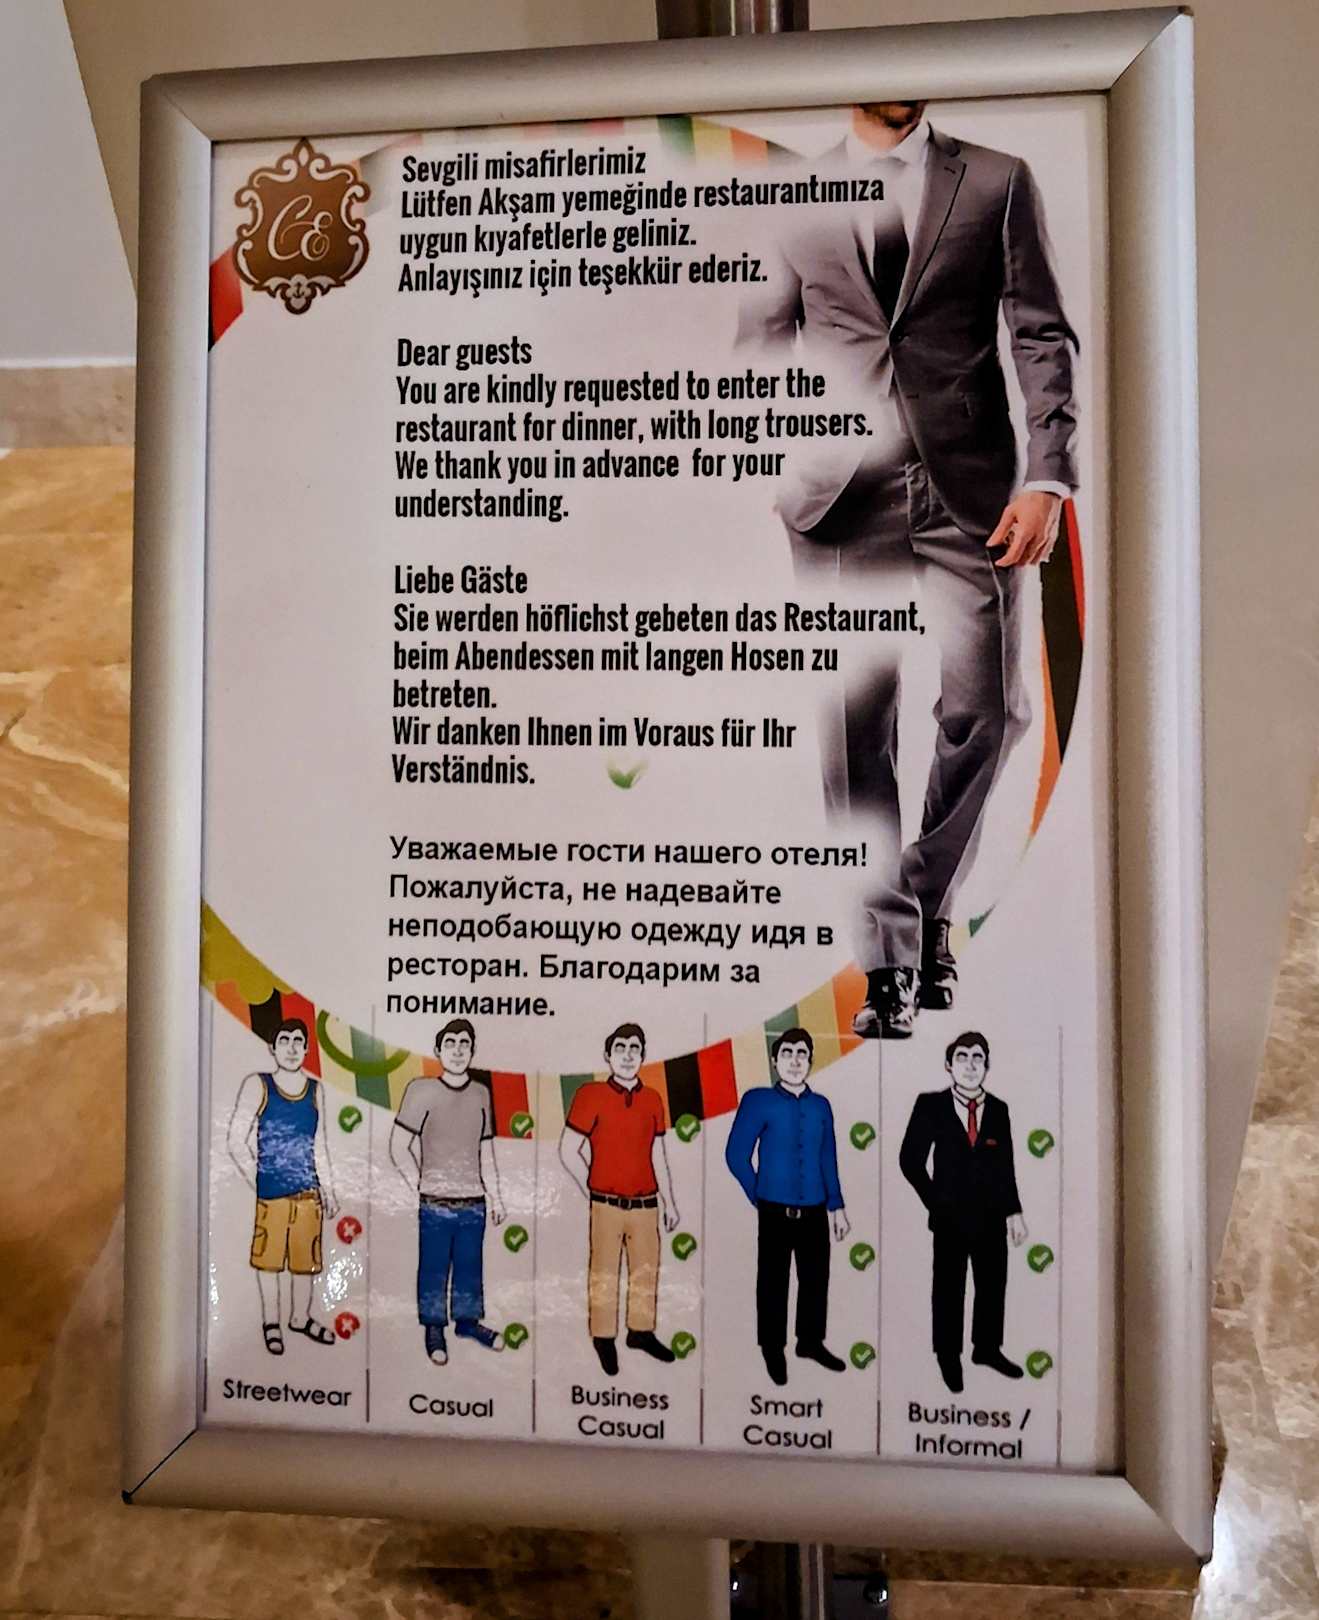 CE
Sevgili misafirlerimiz
Lütfen Akşam yemeğinde restaurantımıza
uygun kıyafetlerle geliniz.
Anlayışınız için teşekkür ederiz.
Dear guests
You are kindly requested to enter the
restaurant for dinner, with long trousers.
We thank you in advance for your
understanding.
Liebe Gäste
Sie werden höflichst gebeten das Restaurant,
beim Abendessen mit langen Hosen zu
betreten.
Wir danken Ihnen im Voraus für Ihr
Verständnis.
Уважаемые гости нашего отеля!
Пожалуйста, не надевайте
неподобающую одежду идя в
ресторан. Благодарим за
понимание.
Streetwear
Casual
Business
Casual
Smart
Casual
Business /
Informal